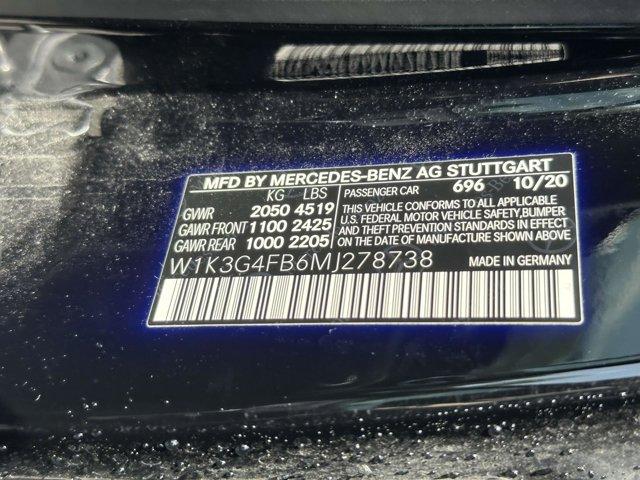 MFD BY MERCEDES-BENZ AG STUTTGART
KG LBS
GVWR 2050 4519
GAWR FRONT 1100 2425
GAWR REAR 1000 2205
PASSENGER CAR 696 10/20
THIS VEHICLE CONFORMS TO ALL APPLICABLE
U.S. FEDERAL MOTOR VEHICLE SAFETY, BUMPER
AND THEFT PREVENTION STANDARDS IN EFFECT
ON THE DATE OF MANUFACTURE SHOWN ABOVE
W1K3G4FB6MJ278738 MADE IN GERMANY